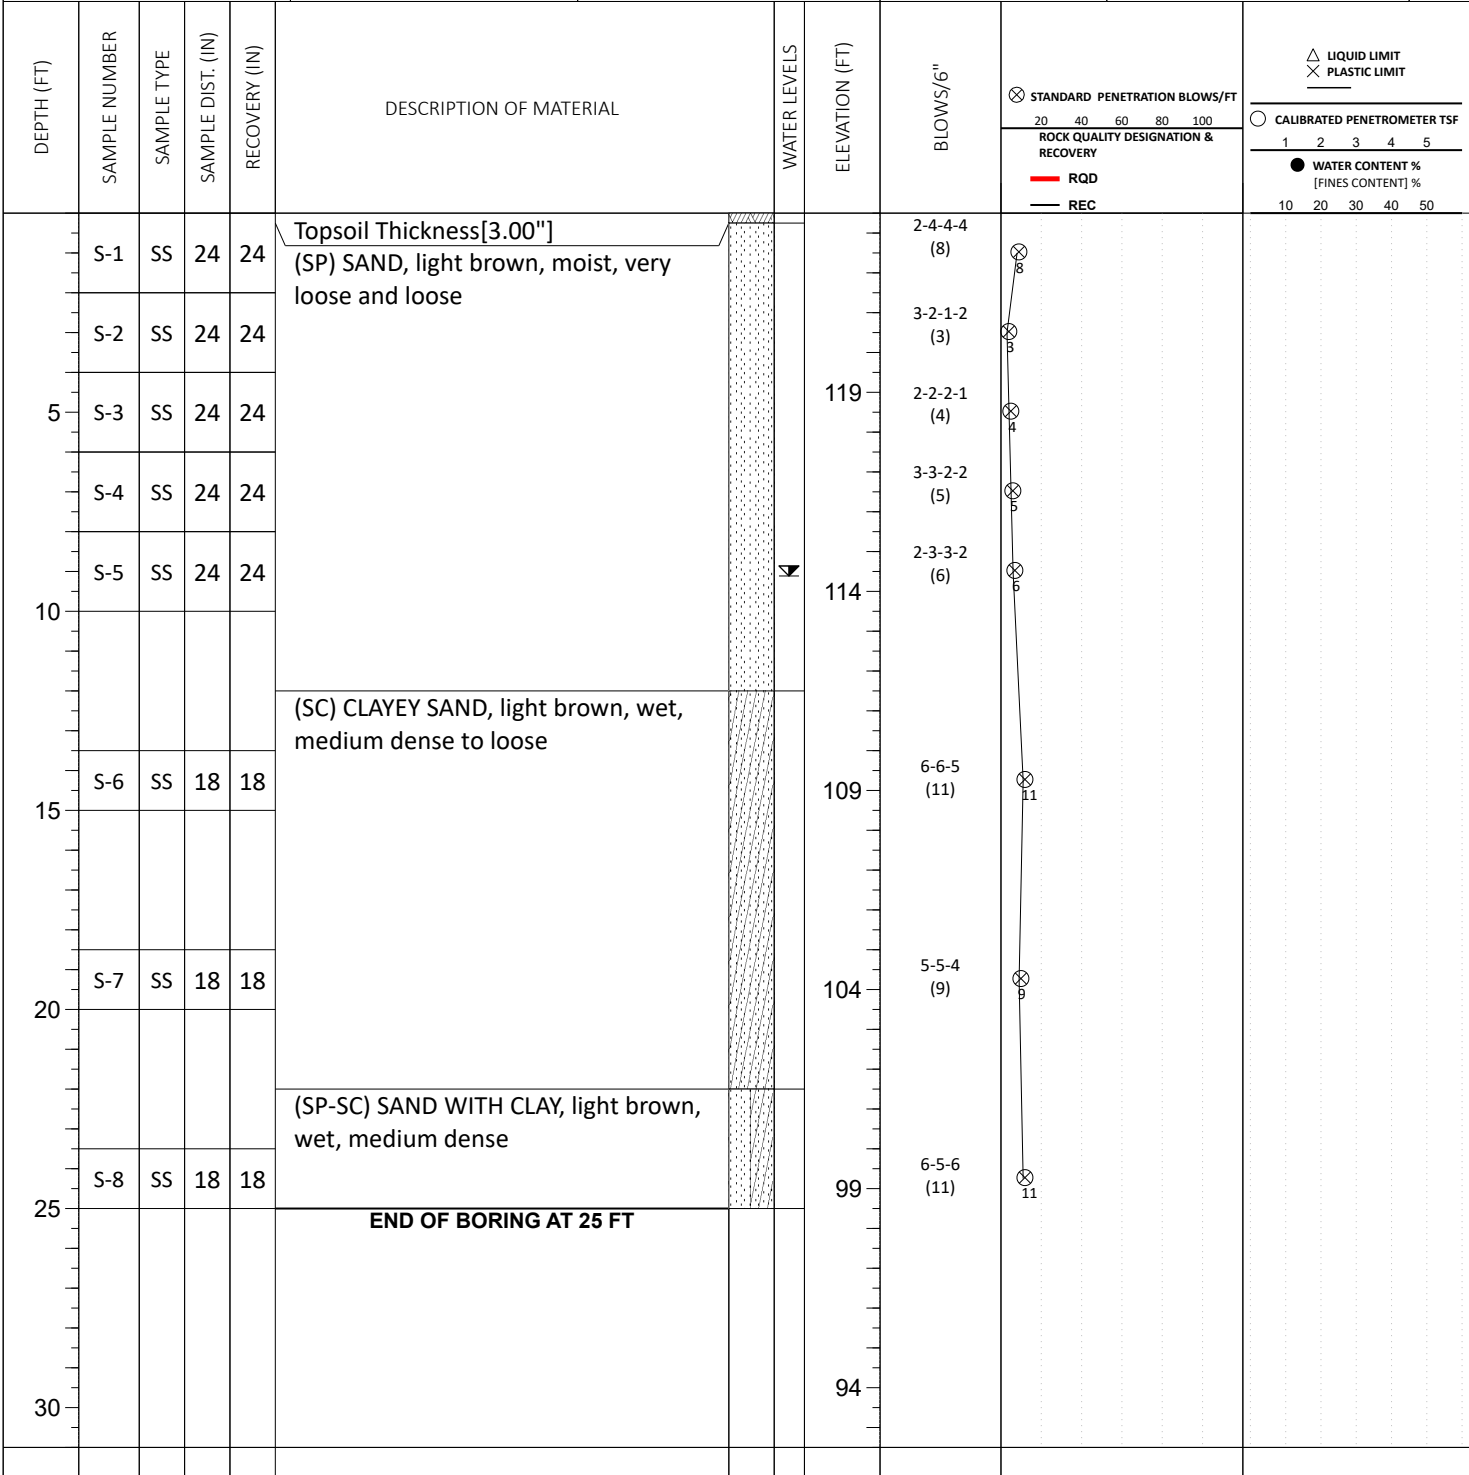 DEPTH (FT)
SAMPLE NUMBER
SAMPLE TYPE
SAMPLE DIST. (IN)
RECOVERY (IN)
DESCRIPTION OF MATERIAL
WATER LEVELS
ELEVATION (FT)
BLOWS/6"
STANDARD PENETRATION BLOWS/FT
20 40 60 80 100
ROCK QUALITY DESIGNATION &
RECOVERY
RQD
REC
LIQUID LIMIT
PLASTIC LIMIT
CALIBRATED PENETROMETER TSF
1 2 3 4 5
WATER CONTENT %
[FINES CONTENT] %
10 20 30 40 50
Topsoil Thickness[3.00"]
S-1 SS 24 24
(SP) SAND, light brown, moist, very
loose and loose
2-4-4-4
(8)
8
S-2 SS 24 24
3-2-1-2
(3)
3
119
5
S-3 SS 24 24
2-2-2-1
(4)
4
S-4 SS 24 24
3-3-2-2
(5)
5
S-5 SS 24 24
2-3-3-2
(6)
6
114
10
(SC) CLAYEY SAND, light brown, wet,
medium dense to loose
S-6 SS 18 18
6-6-5
(11)
11
109
15
S-7 SS 18 18
5-5-4
(9)
9
104
20
(SP-SC) SAND WITH CLAY, light brown,
wet, medium dense
S-8 SS 18 18
6-5-6
(11)
11
99
25
END OF BORING AT 25 FT
94
30